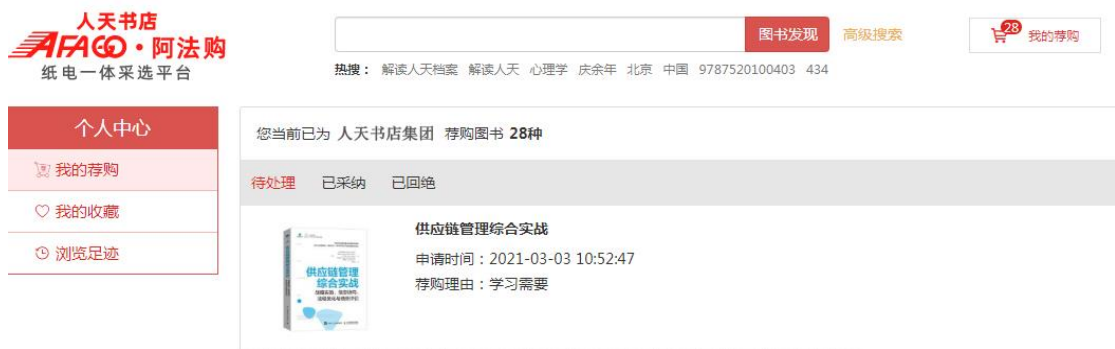 人天书店
AFAGO·阿法购
纸电一体采选平台
图书发现
高级搜索
28
我的荐购
热搜： 解读人天档案 解读人天 心理学 庆余年 北京 中国 9787520100403 434
个人中心
我的荐购
我的收藏
浏览足迹
您当前已为 人天书店集团 荐购图书 28种
待处理 已采纳 已回绝
供应链管理综合实战
申请时间：2021-03-03 10:52:47
荐购理由：学习需要
供应链管理
综合实战